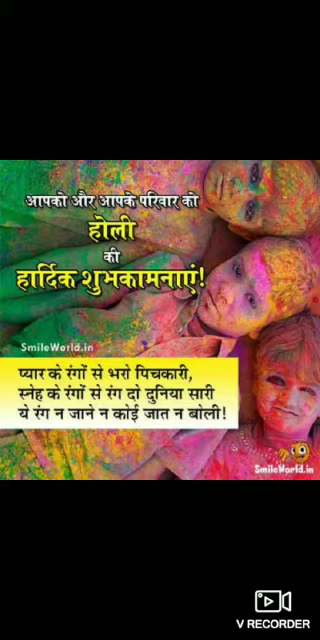 आपको और आपके परिवार को
होली
की
हार्दिक शुभकामनाएं!
SmileWorld.in
प्यार के रंगों से भरो पिचकारी,
स्नेह के रंगों से रंग दो दुनिया सारी
ये रंग न जाने न कोई जात न बोली!
SmileWorld.in
V RECORDER